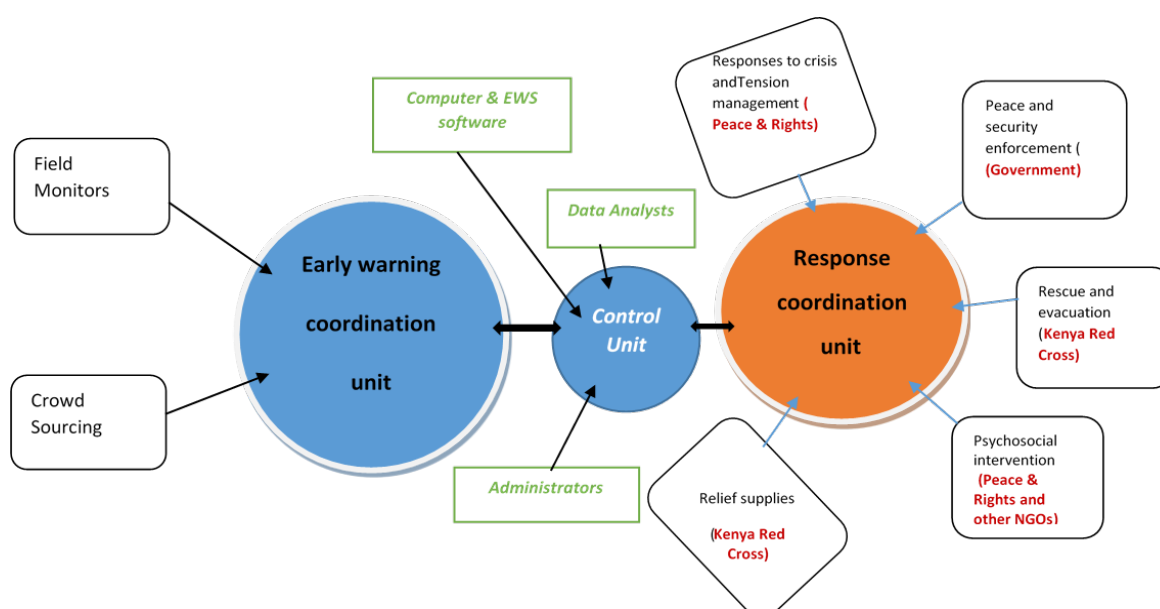 Field
Monitors
Crowd
Sourcing
Early warning
coordination
unit
Computer & EWS
software
Data Analysts
Control
Unit
Administrators
Responses to crisis
andTension
management (
Peace & Rights)
Peace and
security
enforcement (
(Government)
Response
coordination
unit
Rescue and
evacuation
(Kenya Red
Cross)
Psychosocial
intervention
(Peace &
Rights and
other NGOs)
Relief supplies
(Kenya Red
Cross)